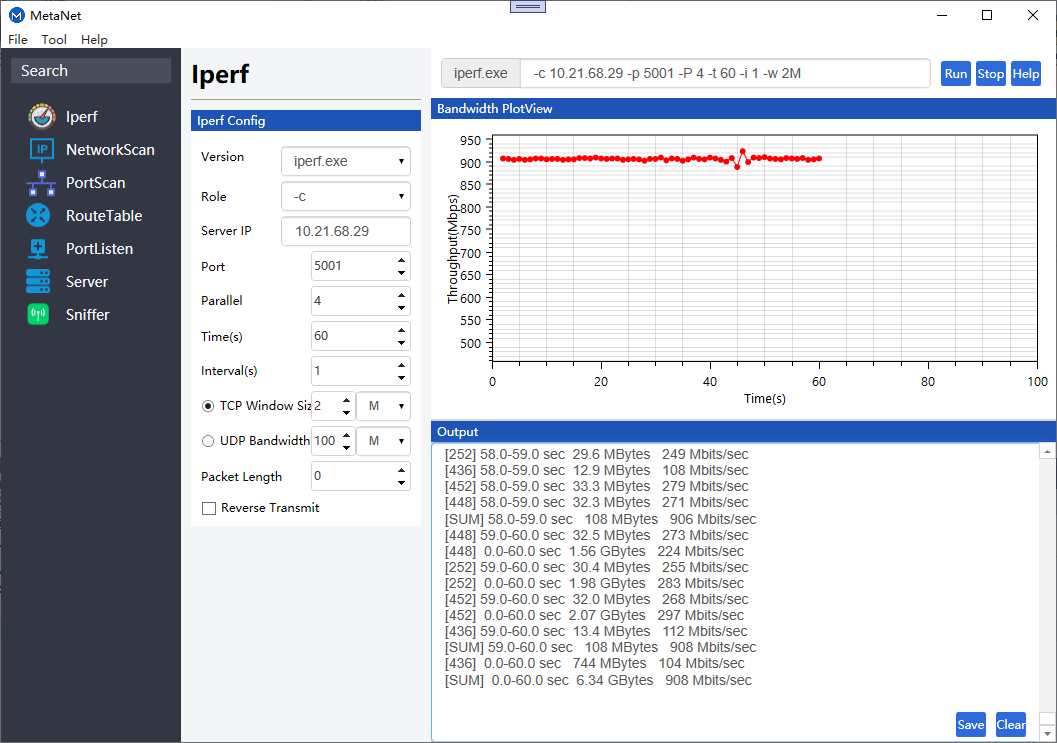 MetaNet
File Tool Help
Search
Iperf
NetworkScan
PortScan
RouteTable
PortListen
Server
Sniffer
Iperf
Iperf Config
Version iperf.exe
Role -c
Server IP 10.21.68.29
Port 5001
Parallel 4
Time(s) 60
Interval(s) 1
TCP Window Siz 2 M
UDP Bandwidth 100 M
Packet Length 0
Reverse Transmit
iperf.exe -c 10.21.68.29 -p 5001 -P 4 -t 60 -i 1 -w 2M
Run Stop Help
Bandwidth PlotView
Throughput(Mbps)
950
900
850
800
750
700
650
600
550
500
0 20 40 60 80 100
Time(s)
Output
[252] 58.0-59.0 sec 29.6 MBytes 249 Mbits/sec
[436] 58.0-59.0 sec 12.9 MBytes 108 Mbits/sec
[452] 58.0-59.0 sec 33.3 MBytes 279 Mbits/sec
[448] 58.0-59.0 sec 32.3 MBytes 271 Mbits/sec
[SUM] 58.0-59.0 sec 108 MBytes 906 Mbits/sec
[448] 59.0-60.0 sec 32.5 MBytes 273 Mbits/sec
[448] 0.0-60.0 sec 1.56 GBytes 224 Mbits/sec
[252] 59.0-60.0 sec 30.4 MBytes 255 Mbits/sec
[252] 0.0-60.0 sec 1.98 GBytes 283 Mbits/sec
[452] 59.0-60.0 sec 32.0 MBytes 268 Mbits/sec
[452] 0.0-60.0 sec 2.07 GBytes 297 Mbits/sec
[436] 59.0-60.0 sec 13.4 MBytes 112 Mbits/sec
[SUM] 59.0-60.0 sec 108 MBytes 908 Mbits/sec
[436] 0.0-60.0 sec 744 MBytes 104 Mbits/sec
[SUM] 0.0-60.0 sec 6.34 GBytes 908 Mbits/sec
Save Clear